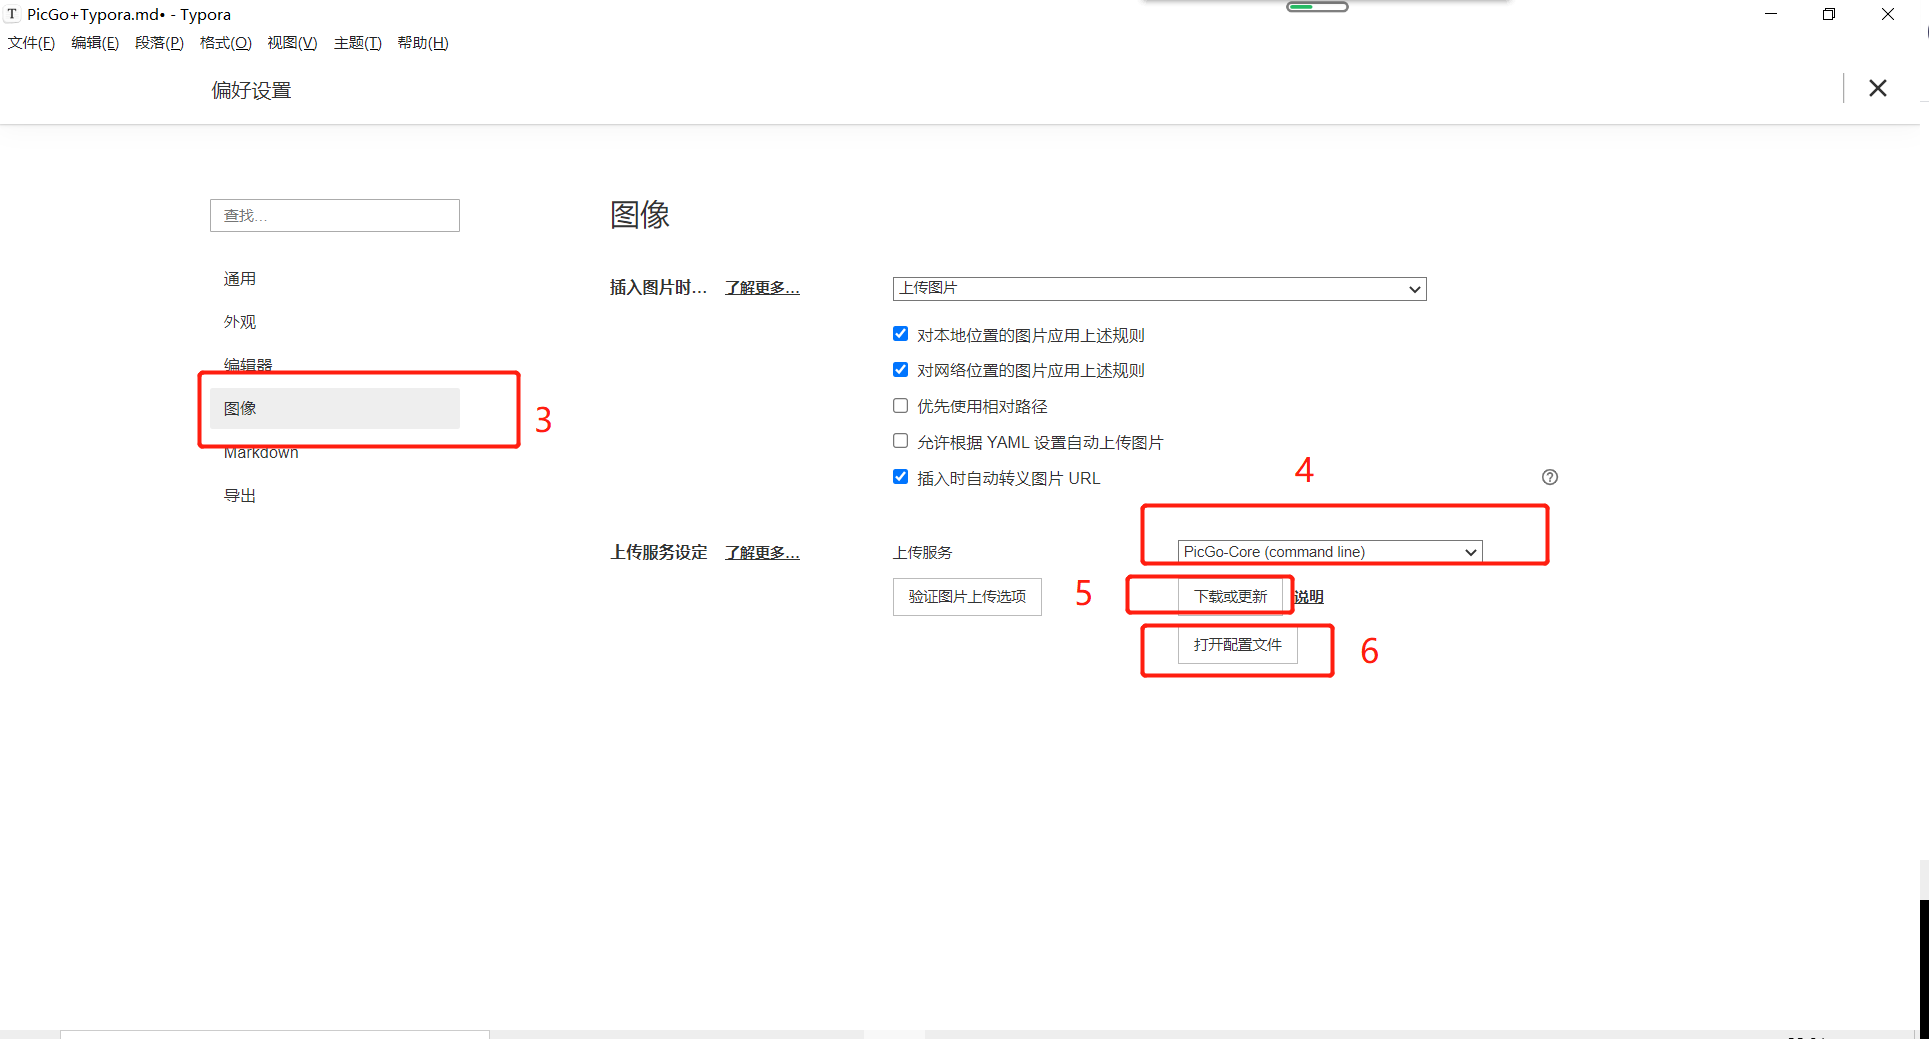 PicGo+Typora.md• - Typora
文件(F) 编辑(E) 段落(P) 格式(O) 视图(V) 主题(T) 帮助(H)
偏好设置
查找...
通用
外观
编辑器
图像
3
Markdown
导出
图像
插入图片时... 了解更多...
上传图片
对本地位置的图片应用上述规则
对网络位置的图片应用上述规则
优先使用相对路径
允许根据 YAML 设置自动上传图片
插入时自动转义图片 URL
4
上传服务设定 了解更多...
上传服务
PicGo-Core (command line)
验证图片上传选项
5
下载或更新 说明
打开配置文件
6